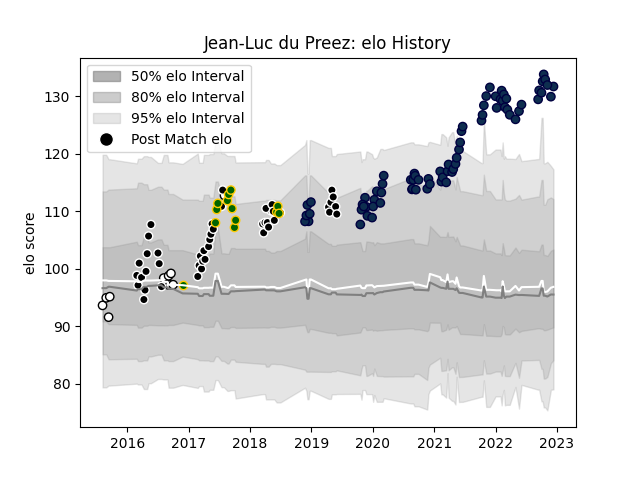 Jean-Luc du Preez: elo History
50% elo Interval
80% elo Interval
95% elo Interval
Post Match elo
elo score
130
120
110
100
90
80
2016
2017
2018
2019
2020
2021
2022
2023